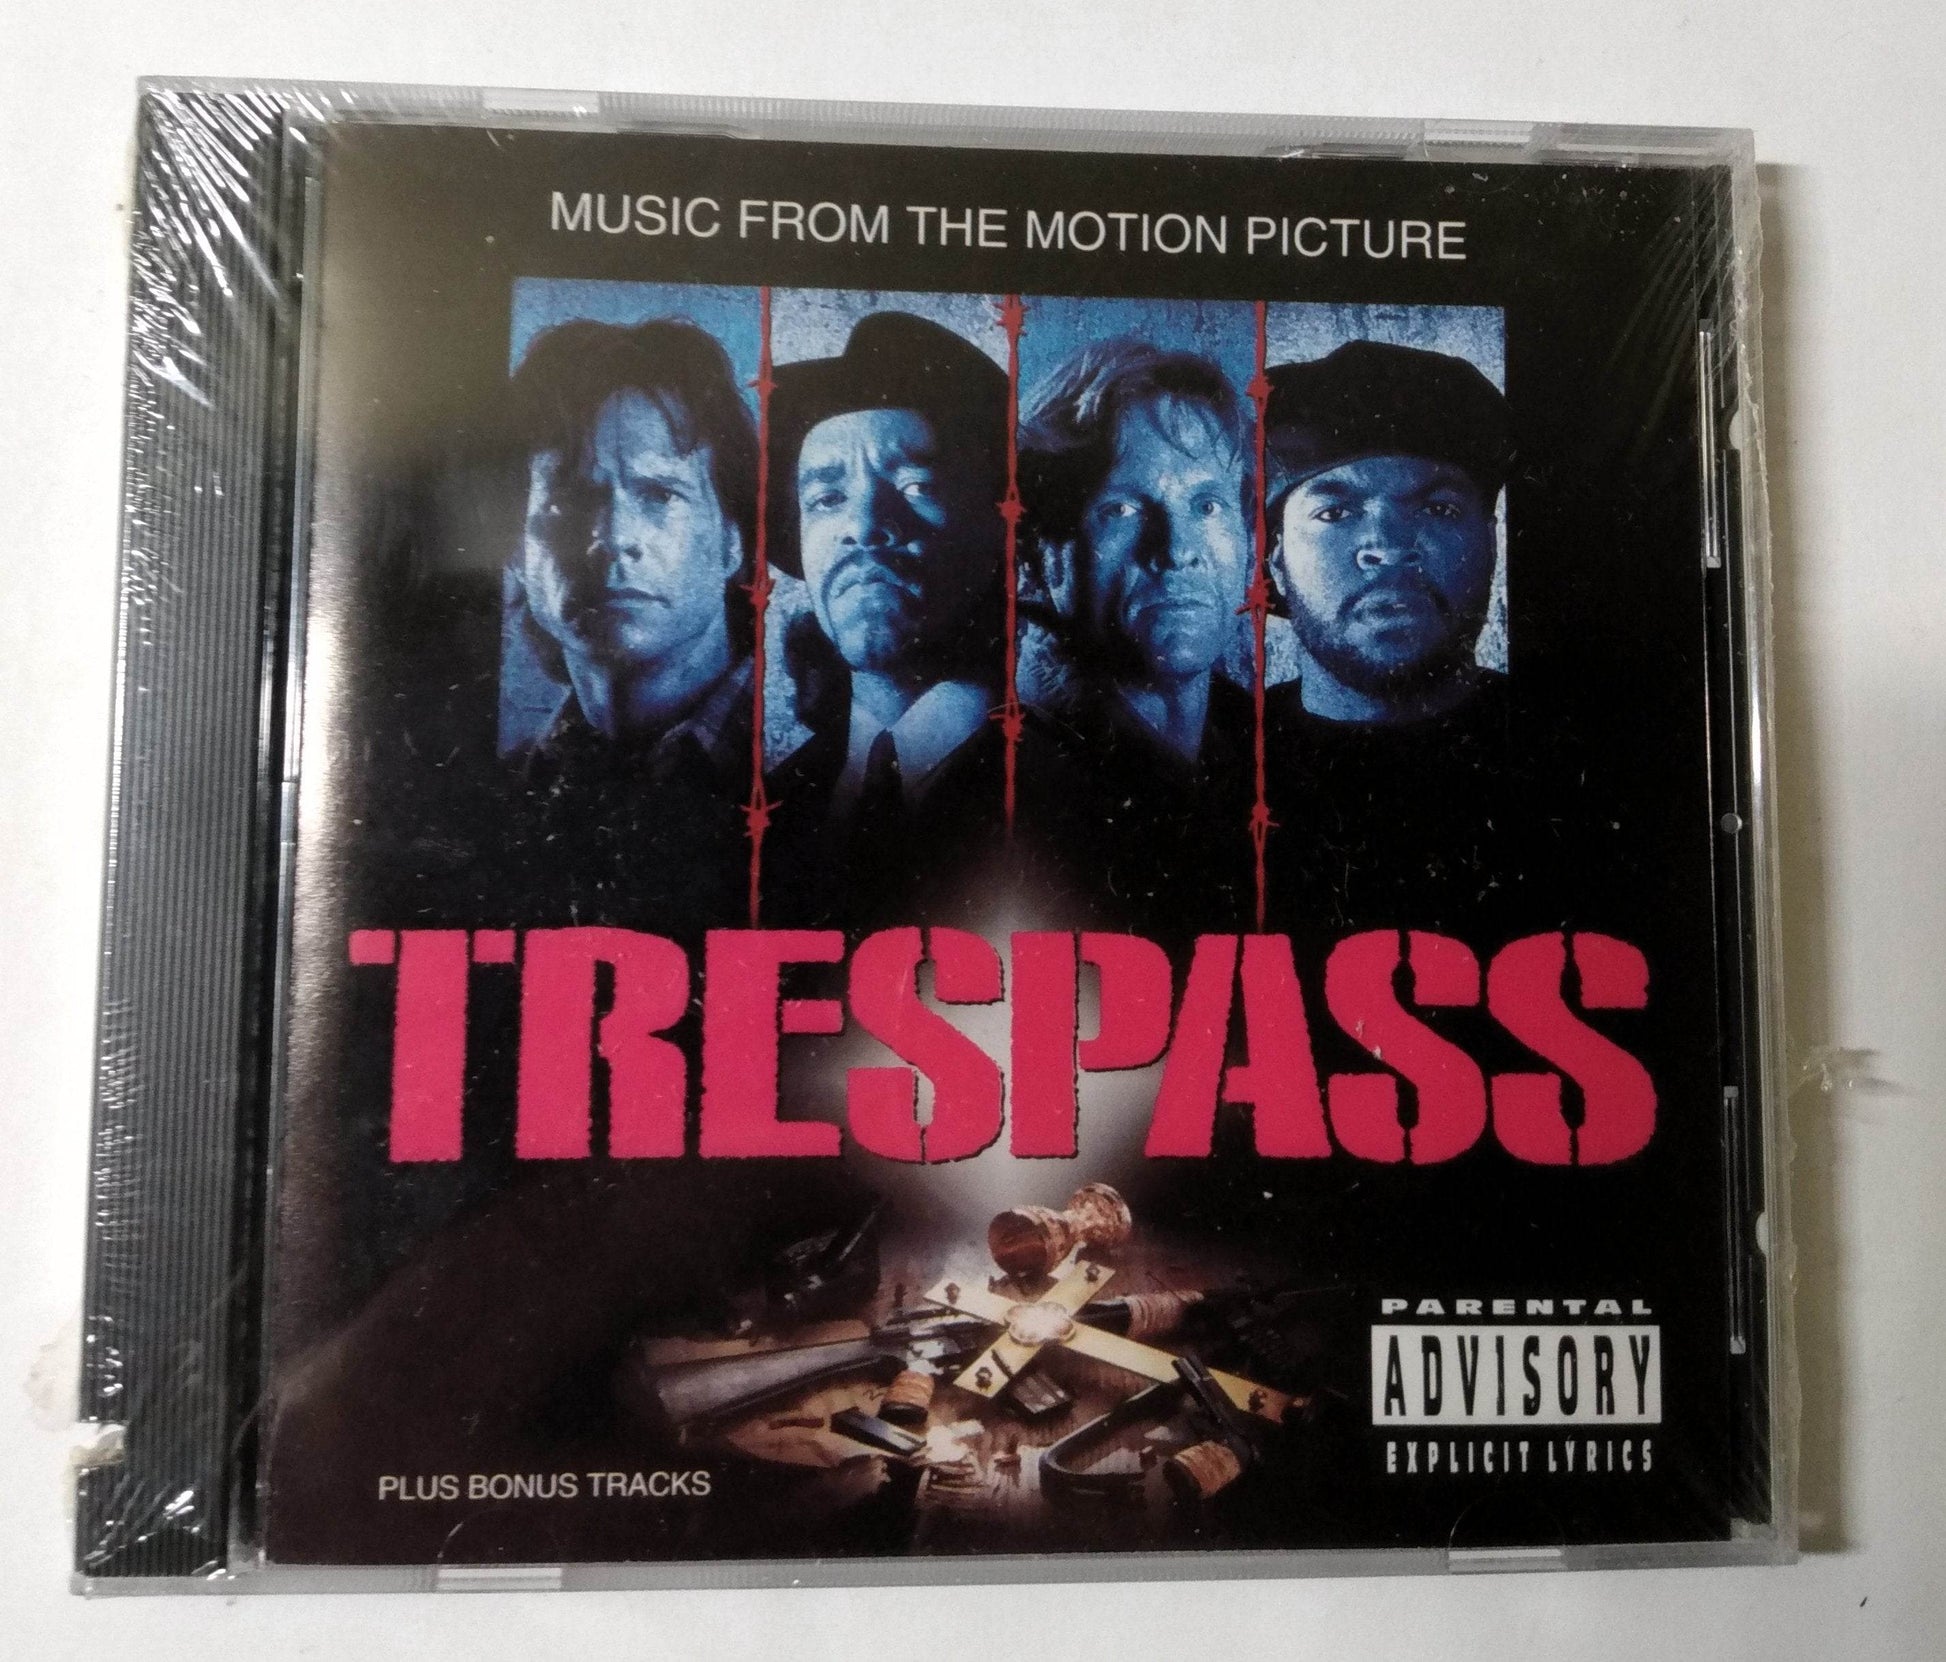 MUSIC FROM THE MOTION PICTURE
TRESPASS
PARENTAL
ADVISORY
EXPLICIT LYRICS
PLUS BONUS TRACKS